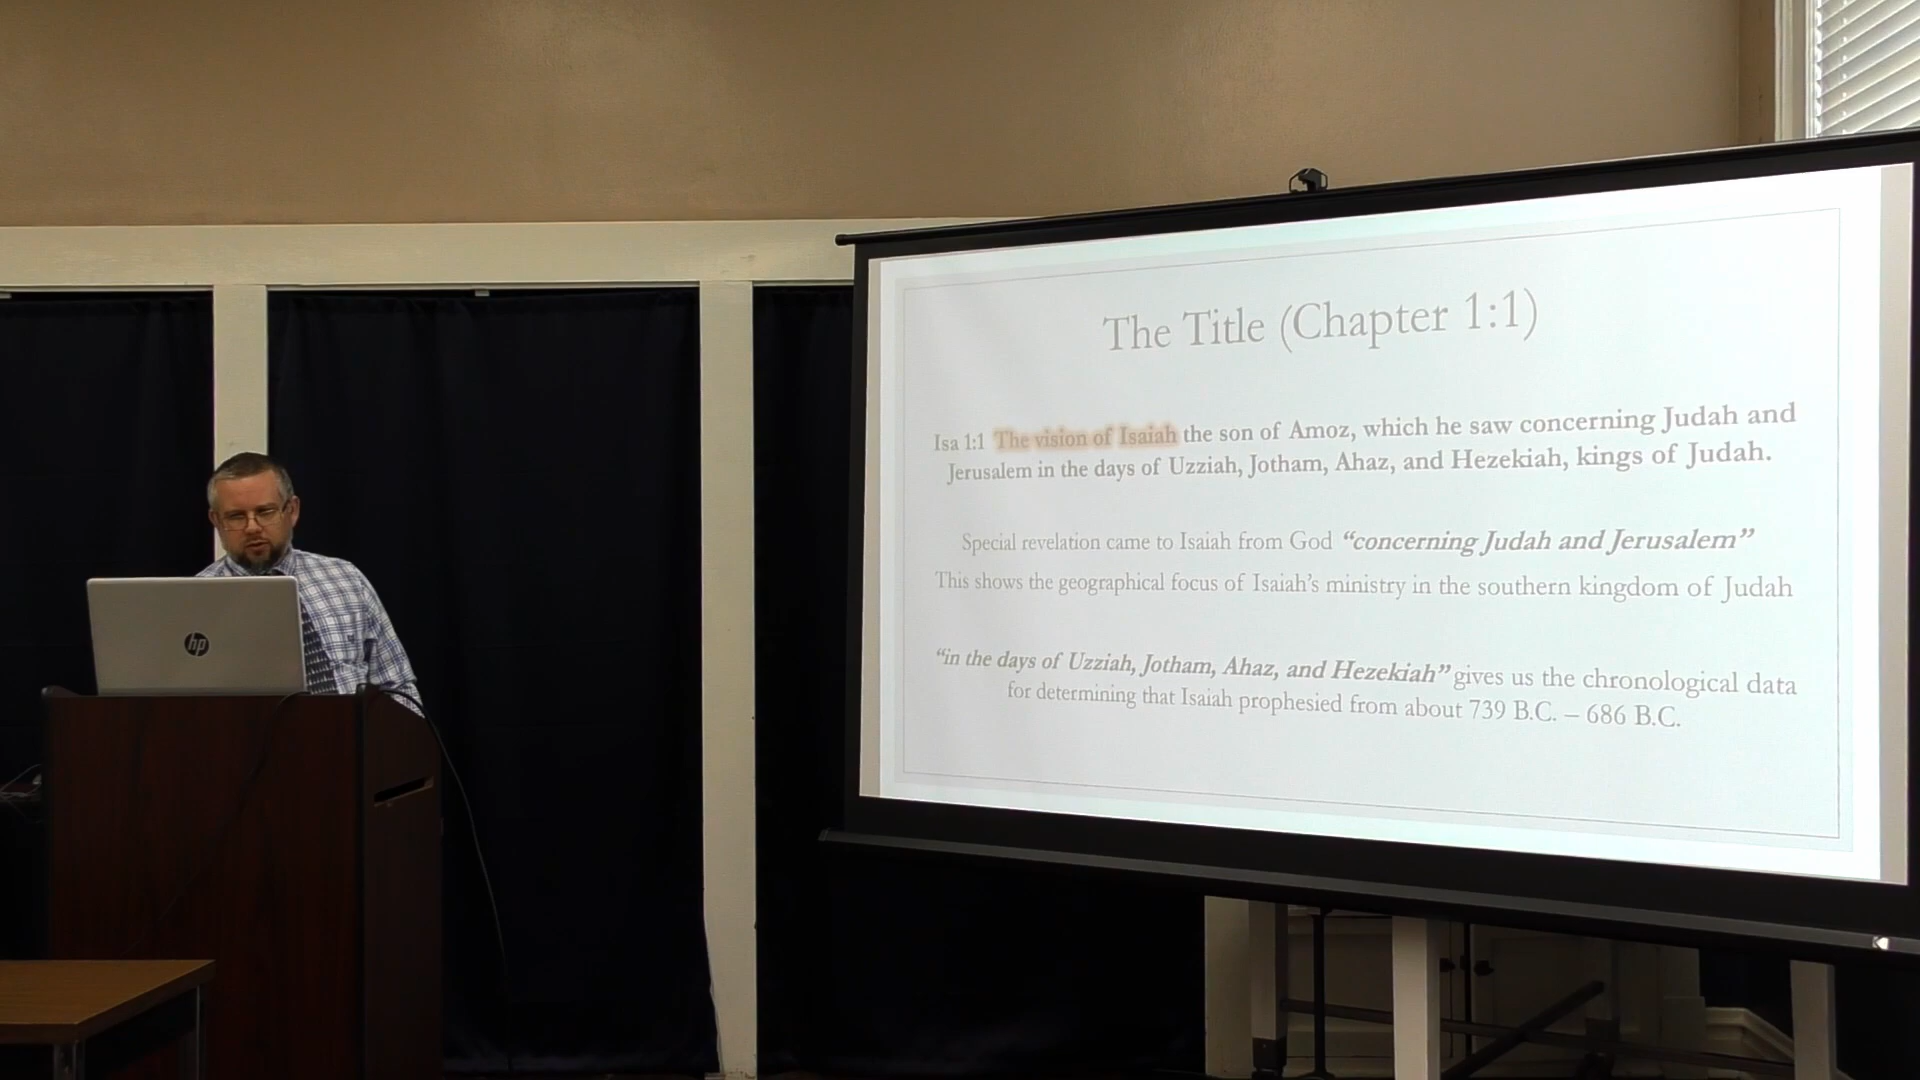 The Title (Chapter 1:1)
Isa 1:1 The vision of Isaiah the son of Amoz, which he saw concerning Judah and
Jerusalem in the days of Uzziah, Jotham, Ahaz, and Hezekiah, kings of Judah.
Special revelation came to Isaiah from God “concerning Judah and Jerusalem”
This shows the geographical focus of Isaiah’s ministry in the southern kingdom of Judah
“in the days of Uzziah, Jotham, Ahaz, and Hezekiah” gives us the chronological data
for determining that Isaiah prophesied from about 739 B.C. – 686 B.C.
hp